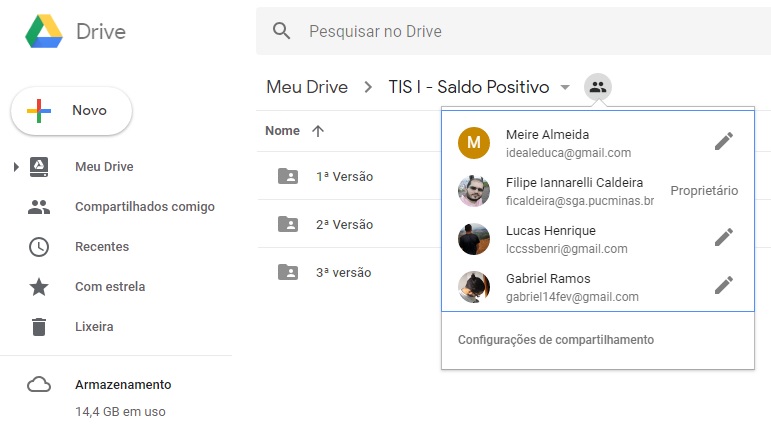 Drive
Pesquisar no Drive
Novo
Meu Drive
Compartilhados comigo
Recentes
Com estrela
Lixeira
Armazenamento
14,4 GB em uso
Meu Drive > TIS I - Saldo Positivo
Nome
1ª Versão
2ª Versão
3ª versão
M
Meire Almeida
idealeduca@gmail.com
Filipe Iannarelli Caldeira
ficaldeira@sga.pucminas.br
Proprietário
Lucas Henrique
lccssbenri@gmail.com
Gabriel Ramos
gabriel14fev@gmail.com
Configurações de compartilhamento